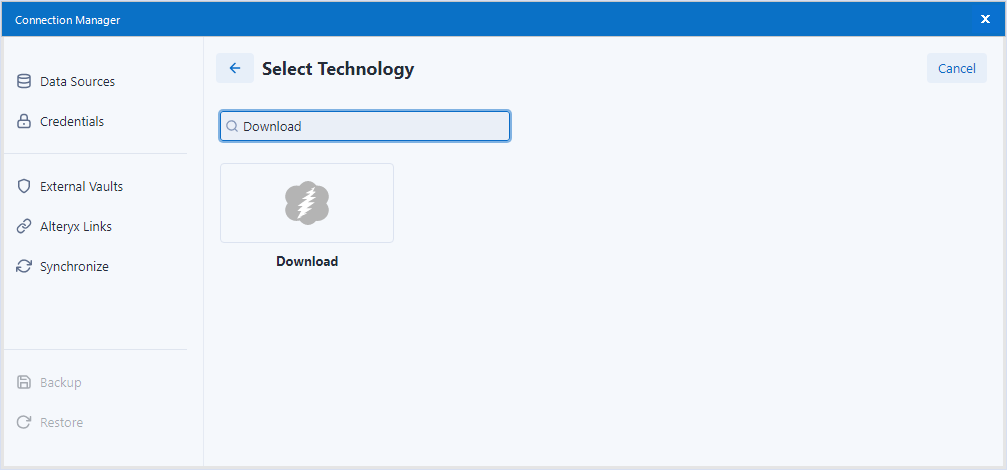 Connection Manager
Data Sources
Credentials
External Vaults
Alteryx Links
Synchronize
Backup
Restore
Select Technology
Cancel
Download
Download